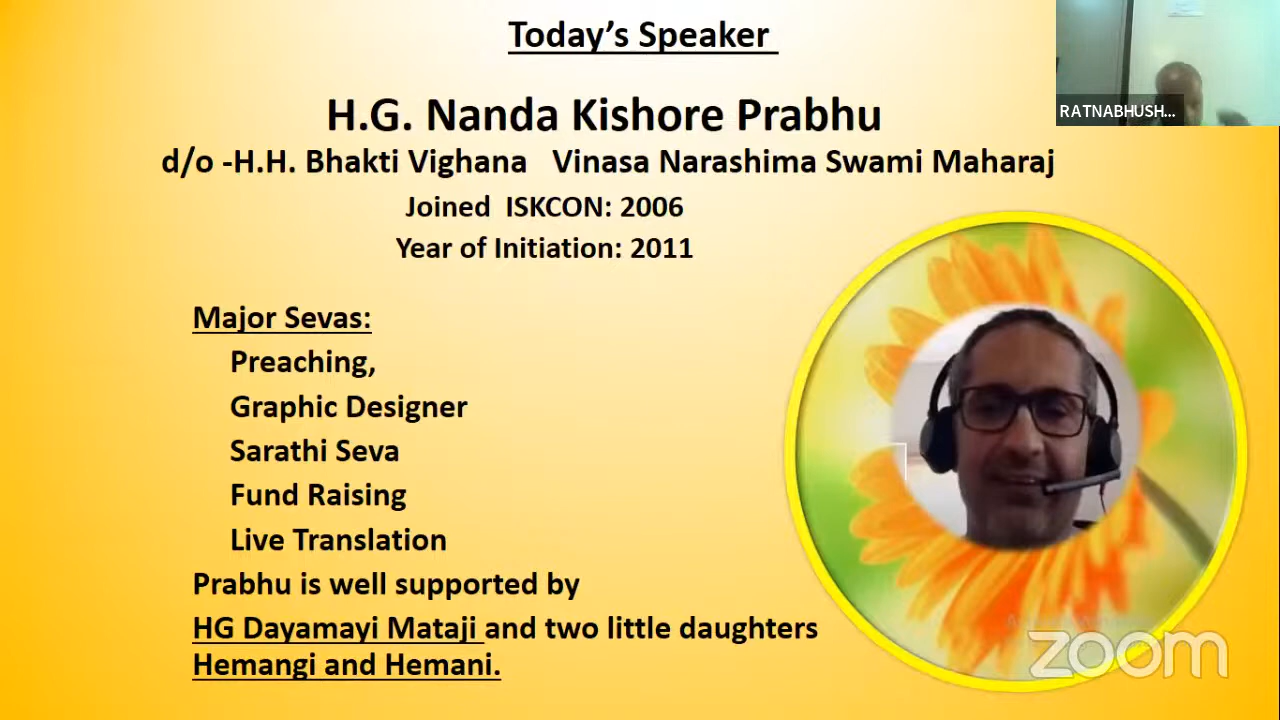 Today's Speaker
H.G. Nanda Kishore Prabhu
d/o -H.H. Bhakti Vighana Vinasa Narashima Swami Maharaj
Joined ISKCON: 2006
Year of Initiation: 2011
Major Sevas:
Preaching,
Graphic Designer
Sarathi Seva
Fund Raising
Live Translation
Prabhu is well supported by
HG Dayamayi Mataji and two little daughters
Hemangi and Hemani.
RATNABHUSH...
zoom